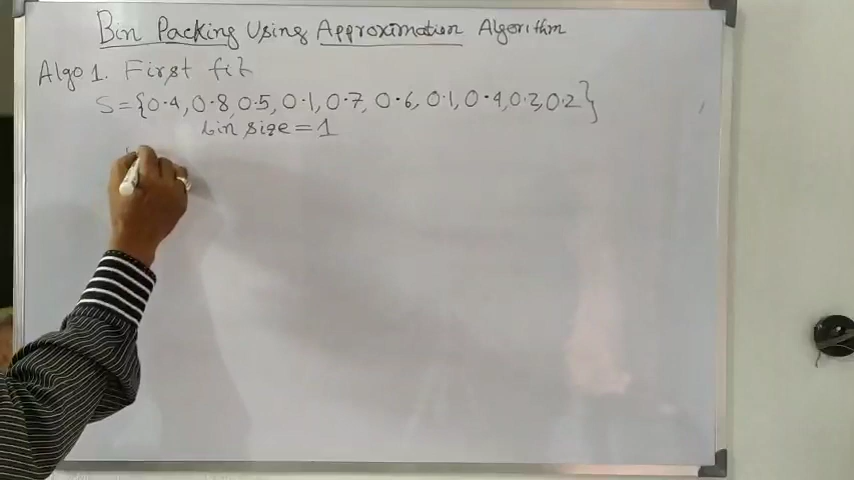 Bin Packing Using Approximation Algorithm
Algo 1. First fit
S={0.4, 0.8, 0.5, 0.1, 0.7, 0.6, 0.1, 0.4, 0.2, 0.2}
bin size = 1